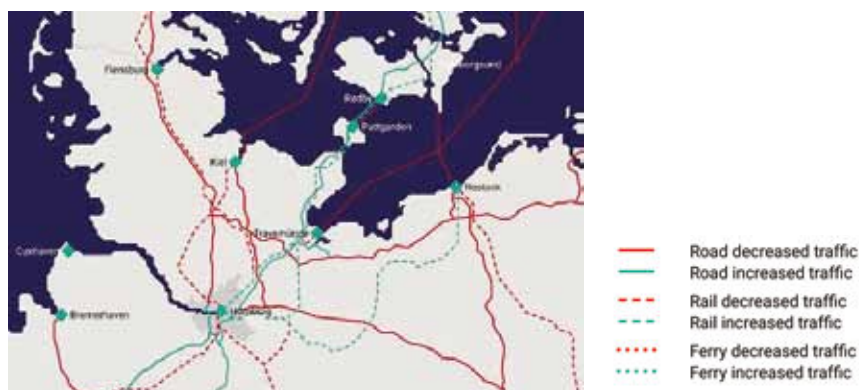 Flensburg
Rødby
Puttgarden
Kiel
Rostock
Travemünde
Cuxhaven
Hamburg
Bremerhaven
Road decreased traffic
Road increased traffic
Rail decreased traffic
Rail increased traffic
Ferry decreased traffic
Ferry increased traffic